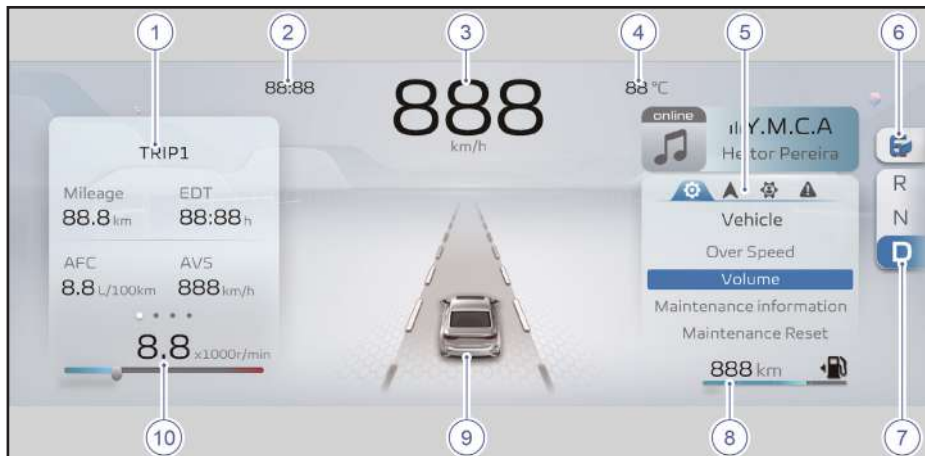 1
2
3
4
5
6
88:88
888
km/h
88 °C
TRIP1
Mileage
EDT
88.8 km
88:88 h
AFC
AVS
8.8 L/100km
888 km/h
8.8 x1000r/min
online
Y.M.C.A
Hector Pereira
Vehicle
Over Speed
Volume
Maintenance information
Maintenance Reset
888 km
R
N
D
10
9
8
7